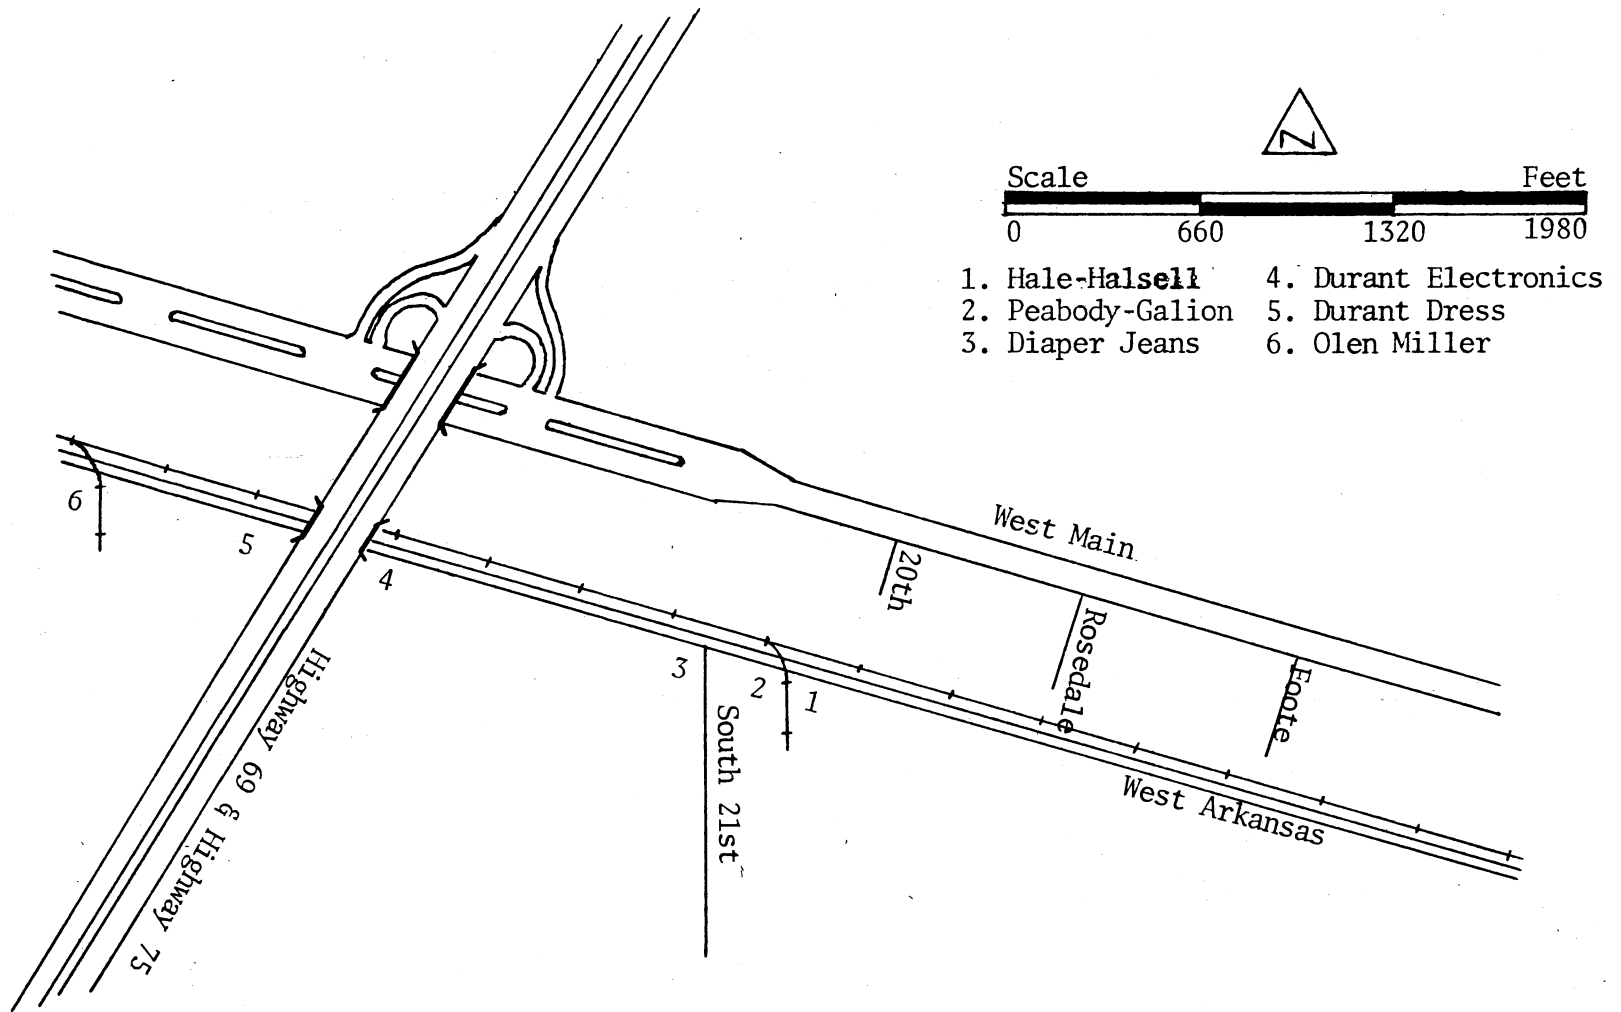 N
Scale Feet
0 660 1320 1980
1. Hale-Halsell 4. Durant Electronics
2. Peabody-Galion 5. Durant Dress
3. Diaper Jeans 6. Olen Miller
West Main
20th
Rosedale
Foote
6
5
4
3
2
1
South 21st
West Arkansas
Highway 69 & Highway 75